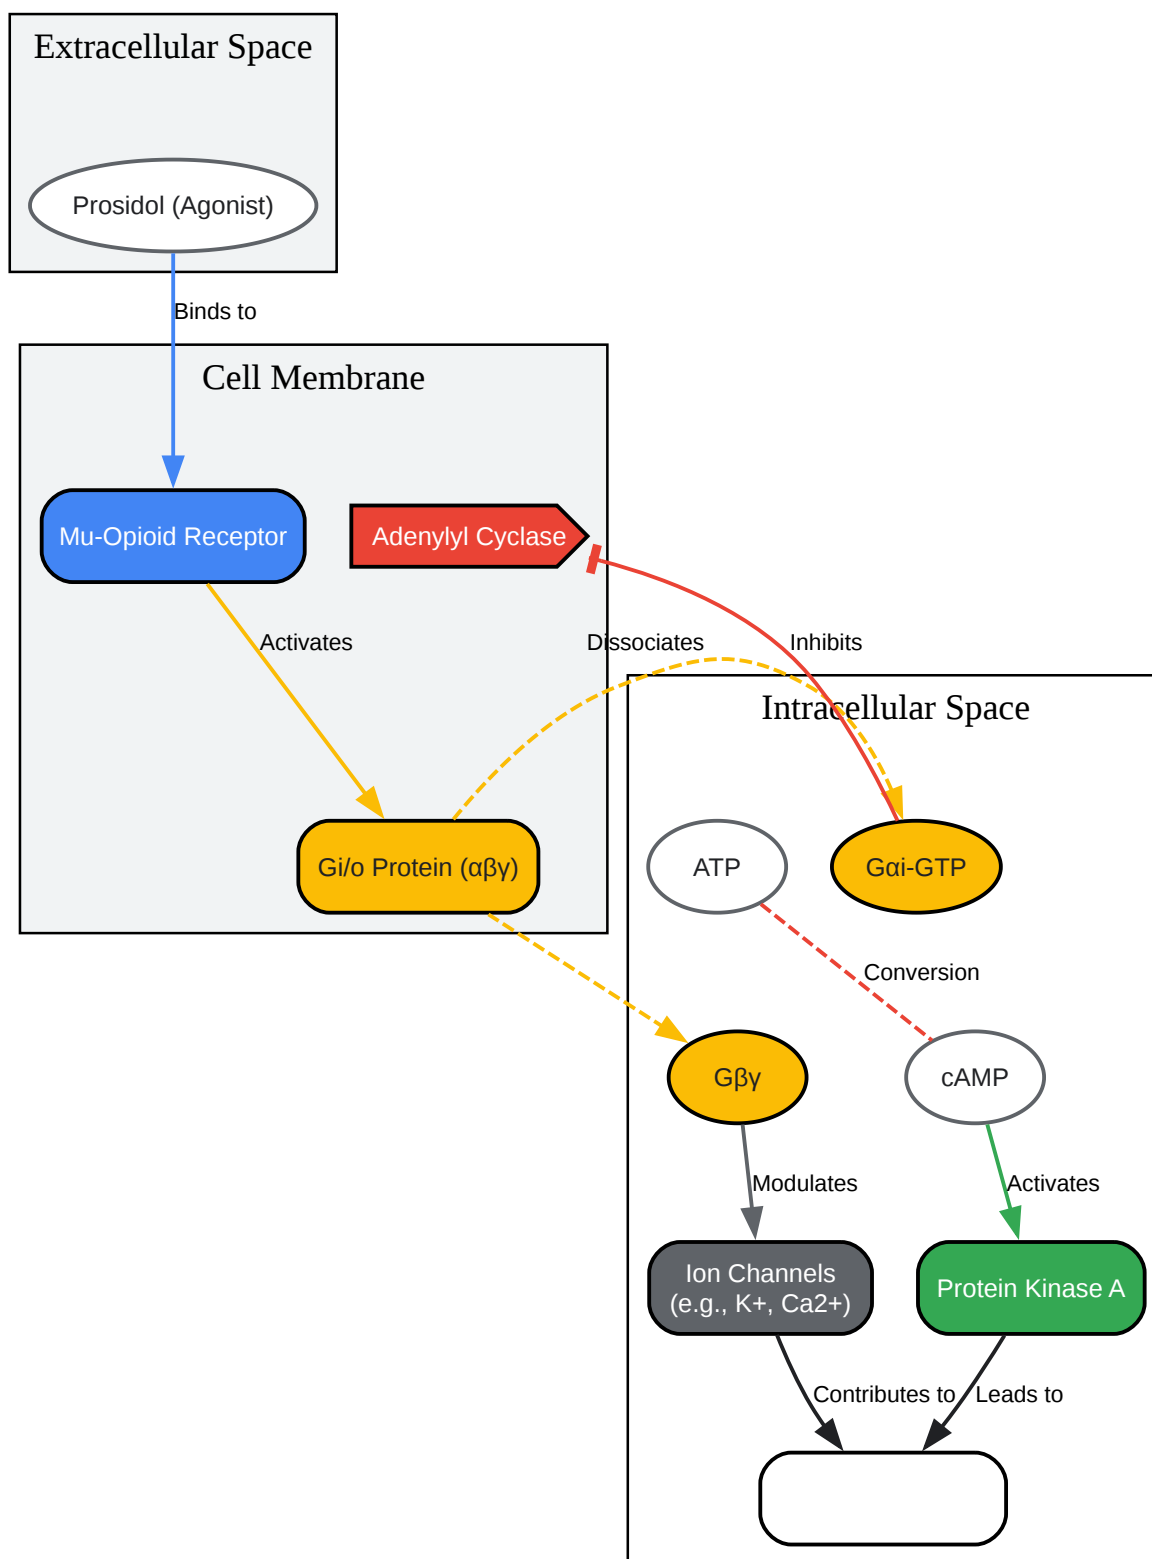 Extracellular Space
Prosidol (Agonist)
Binds to
Cell Membrane
Mu-Opioid Receptor
Adenylyl Cyclase
Activates
Dissociates
Inhibits
Intracellular Space
Gi/o Protein (αβγ)
ATP
Gαi-GTP
Conversion
Gβγ
cAMP
Modulates
Activates
Ion Channels
(e.g., K+, Ca2+)
Protein Kinase A
Contributes to
Leads to